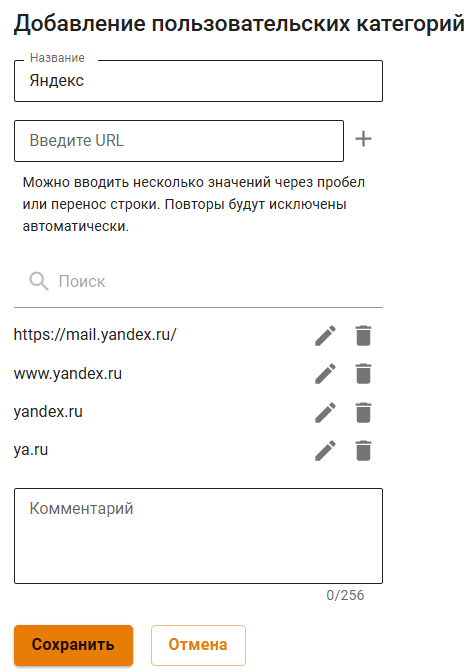 Добавление пользовательских категорий
Название
Яндекс
Введите URL
Можно вводить несколько значений через пробел
или перенос строки. Повторы будут исключены
автоматически.
Поиск
https://mail.yandex.ru/
www.yandex.ru
yandex.ru
ya.ru
Комментарий
0/256
Сохранить
Отмена